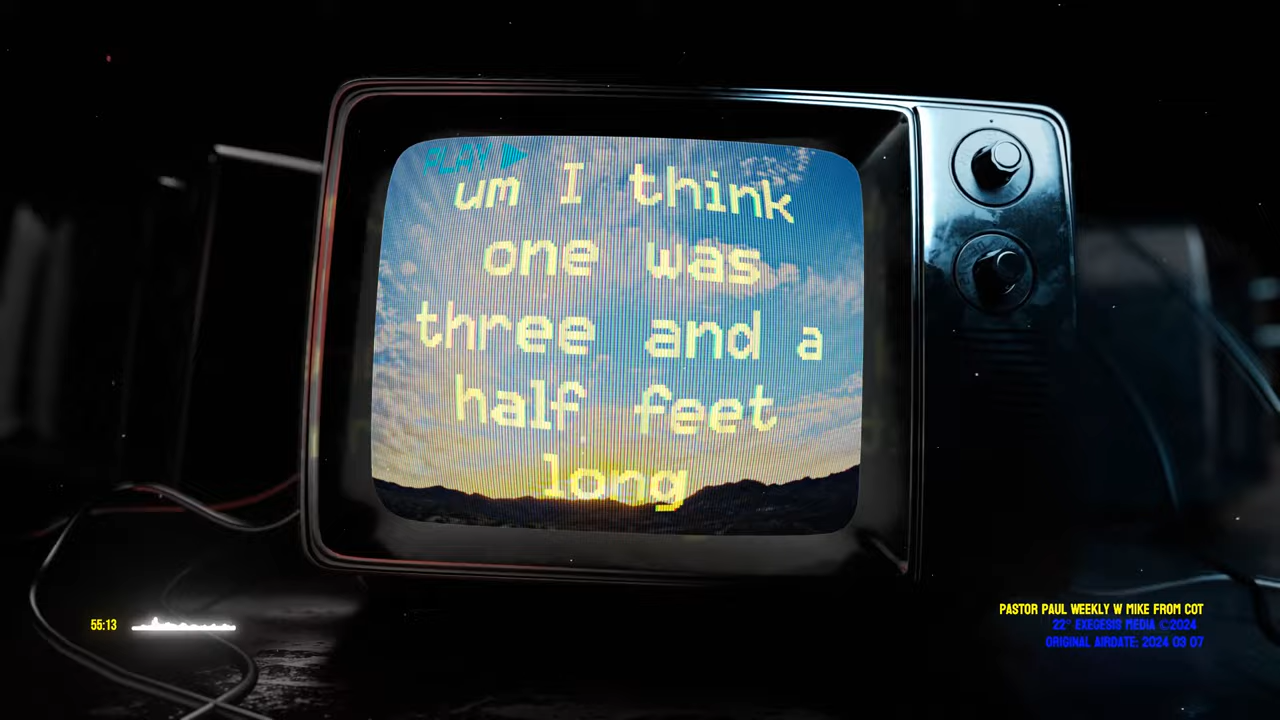 PLAY
um I think
one was
three and a
half feet
long
55:13
PASTOR PAUL WEEKLY W MIKE FROM COT
22° EXEGESIS MEDIA ©2024
ORIGINAL AIRDATE: 2024 03 07